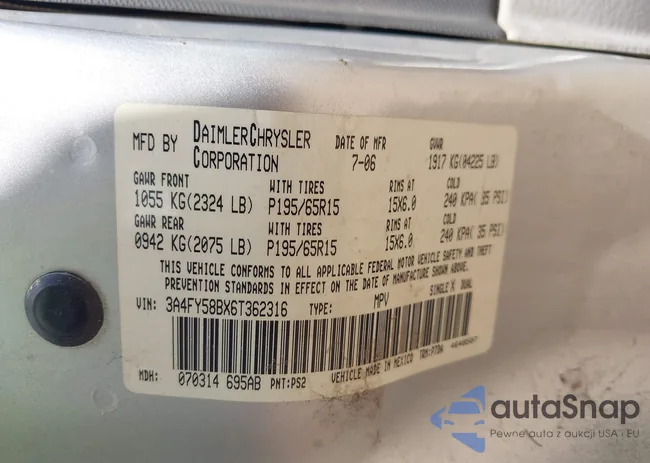 MFD BY DAIMLERCHRYSLER CORPORATION DATE OF MFR 7-06 GVWR 1917 KG(04225 LB)
GAWR FRONT WITH TIRES RIMS AT COLD
1055 KG(2324 LB) P195/65R15 15X6.0 240 KPA( 35 PSI)
GAWR REAR WITH TIRES RIMS AT COLD
0942 KG(2075 LB) P195/65R15 15X6.0 240 KPA( 35 PSI)
THIS VEHICLE CONFORMS TO ALL APPLICABLE FEDERAL MOTOR VEHICLE SAFETY AND THEFT
PREVENTION STANDARDS IN EFFECT ON THE DATE OF MANUFACTURE SHOWN ABOVE.
SINGLE X DUAL
VIN: 3A4FY58BX6T362316 TYPE: MPV
MDH: 070314 695AB PNT:PS2 VEHICLE MADE IN MEXICO TRM:P7DA
autaSnap
Pewne auta z aukcji USA i EU